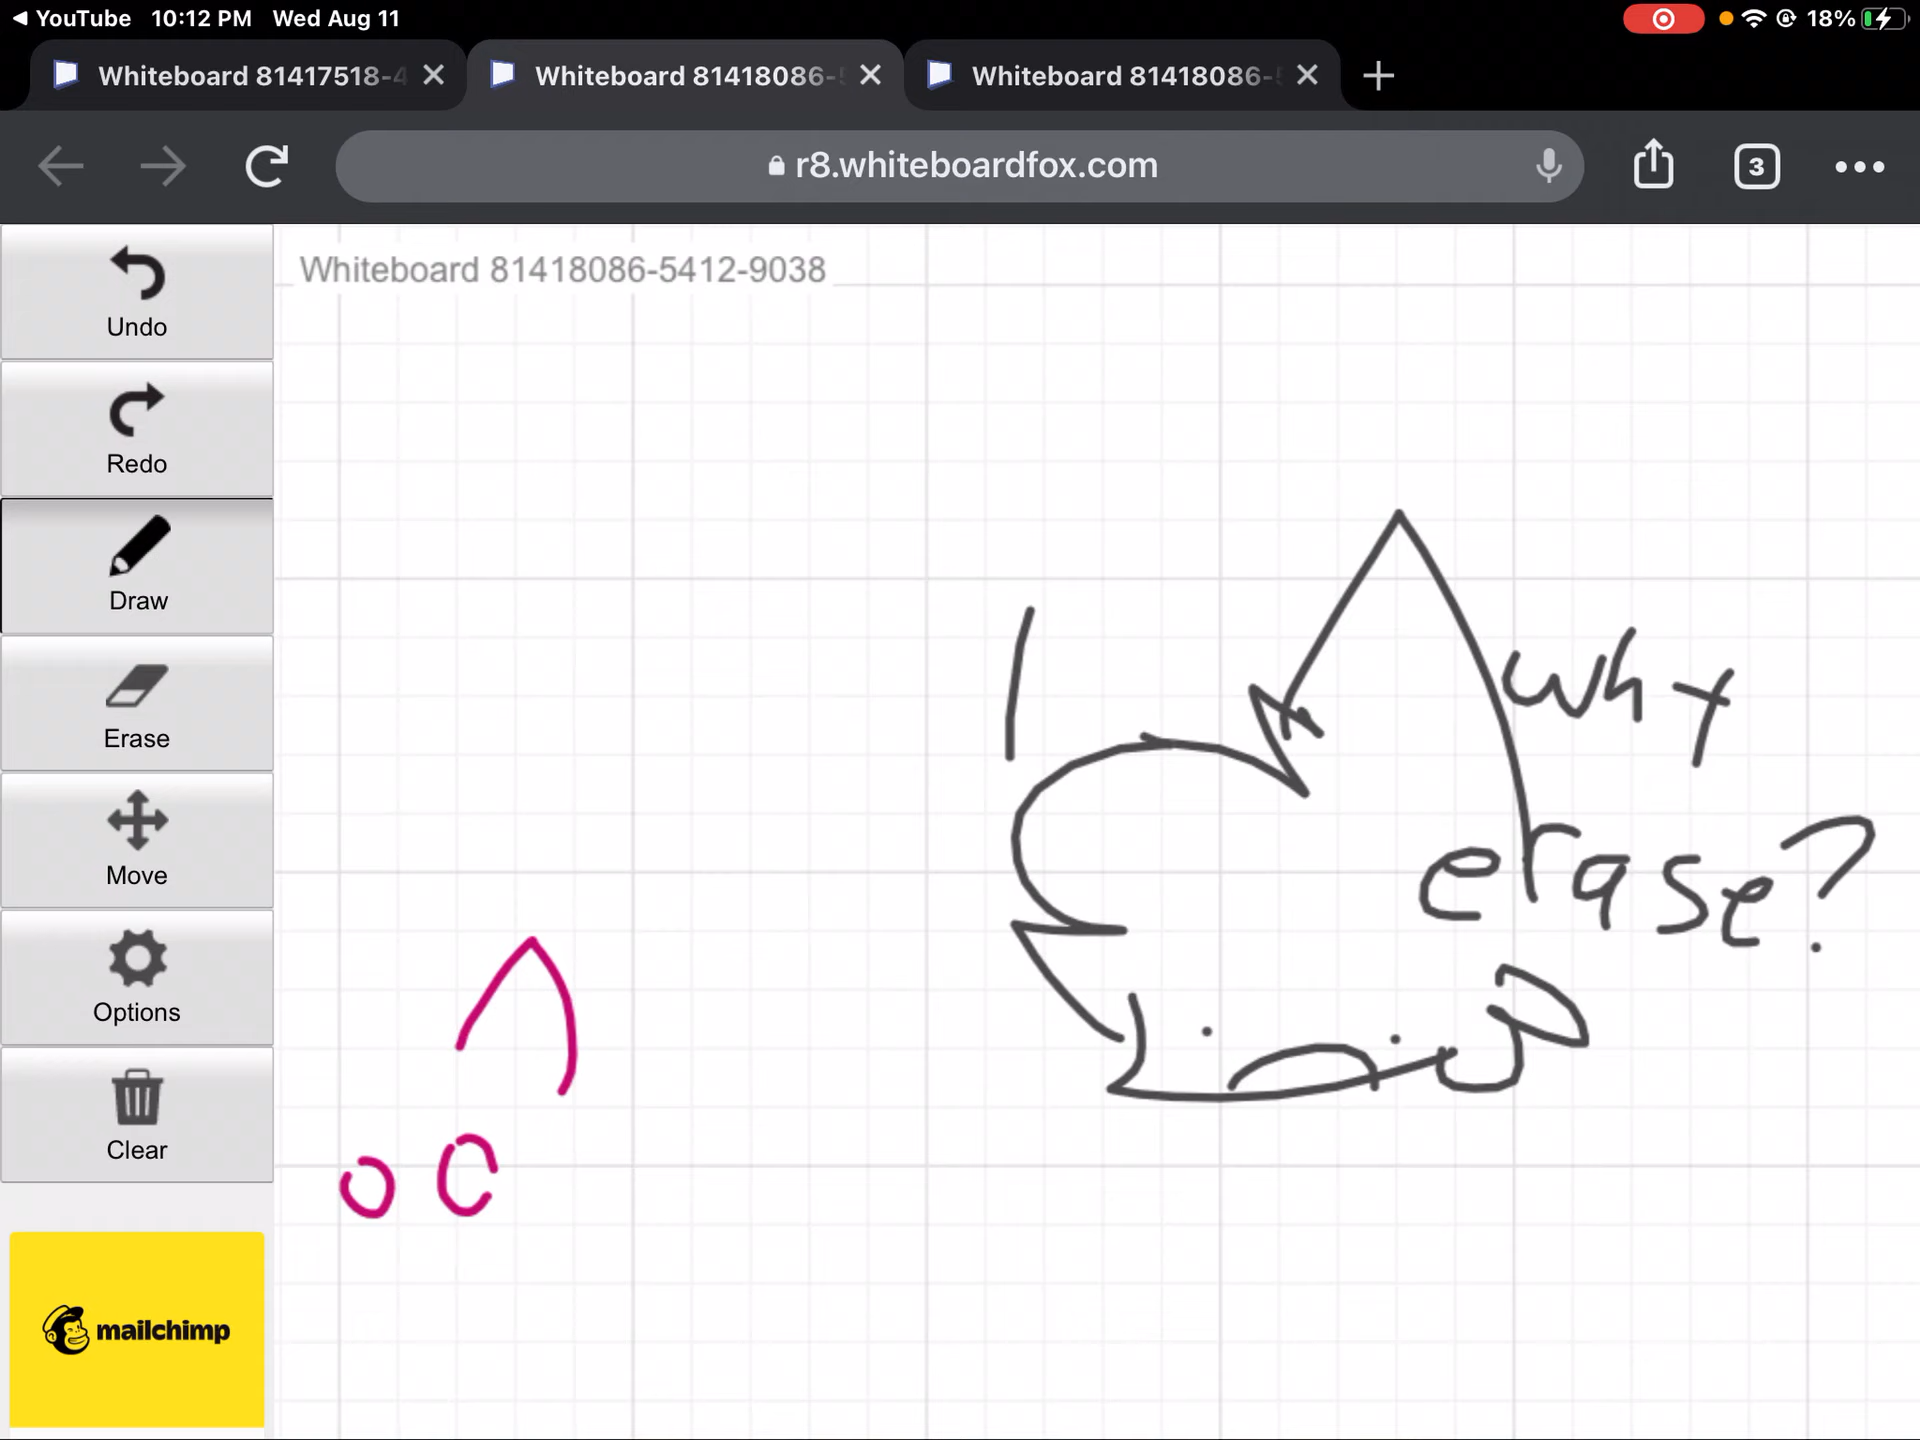 YouTube 10:12 PM Wed Aug 11 18%
Whiteboard 81417518-4 Whiteboard 81418086- Whiteboard 81418086-
r8.whiteboardfox.com 3
Whiteboard 81418086-5412-9038
Undo
Redo
Draw
Erase
Move
Options
Clear
why
erase?
o c
mailchimp